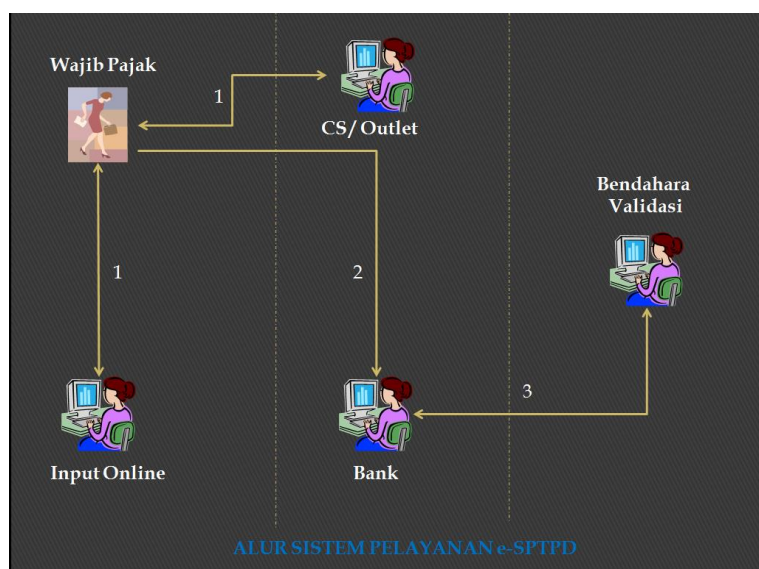 Wajib Pajak
1
CS/Outlet
Bendahara
Validasi
1
2
3
Input Online
Bank
ALUR SISTEM PELAYANAN e-SPTPD